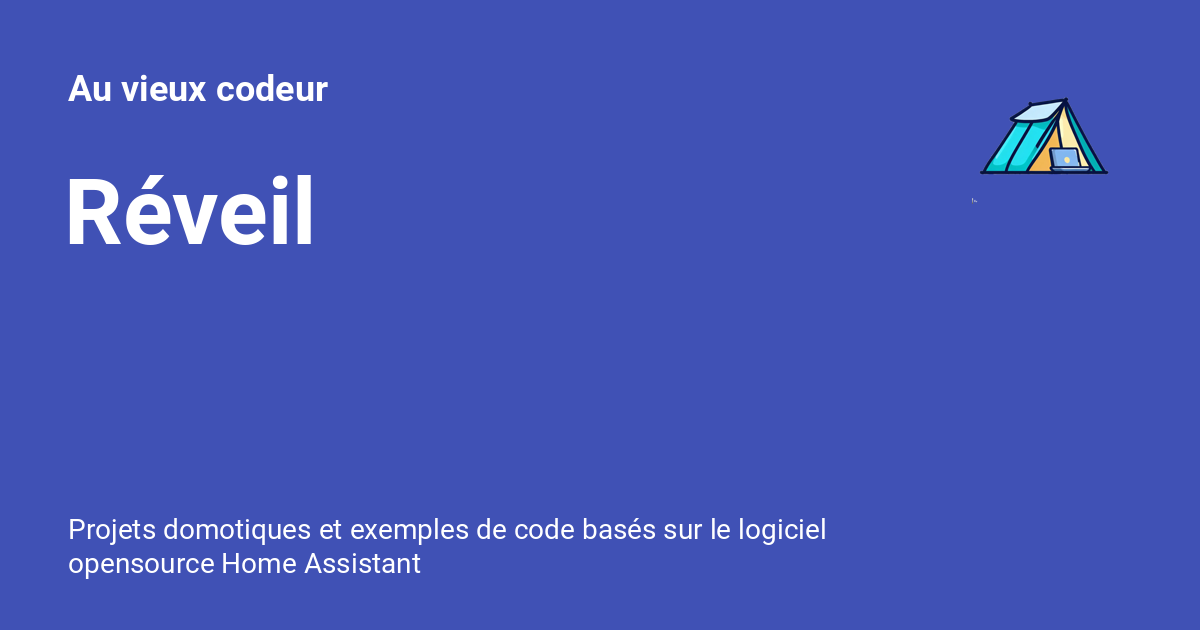 Au vieux codeur
Réveil
Projets domotiques et exemples de code basés sur le logiciel
opensource Home Assistant